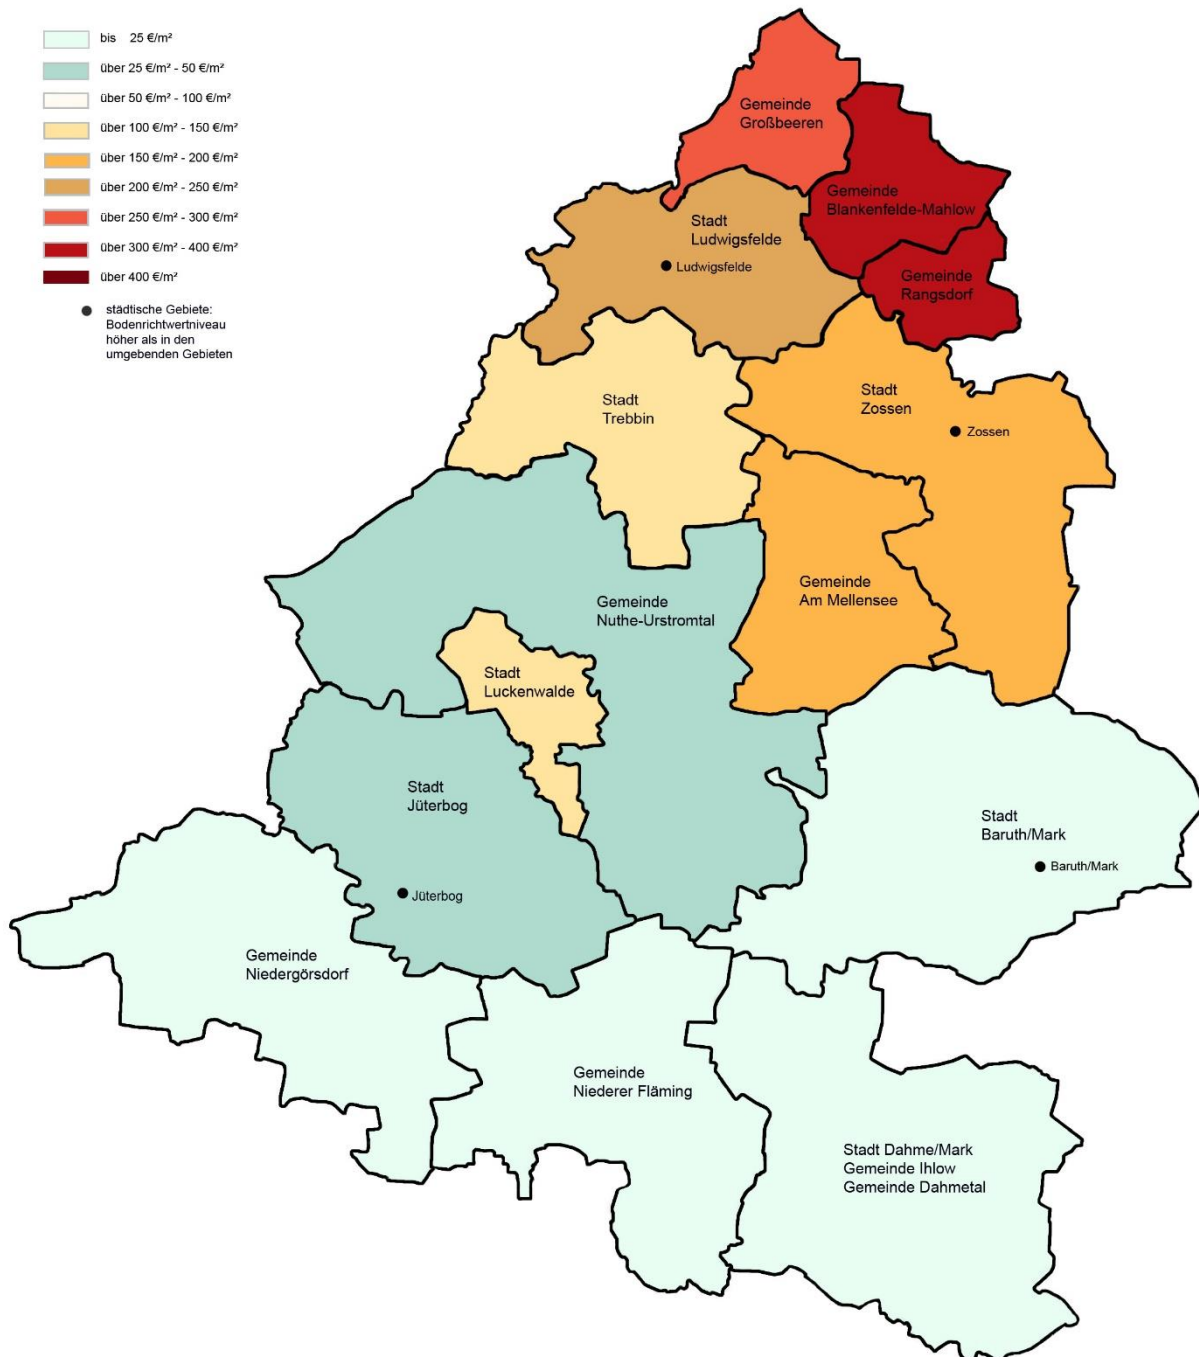 bis 25 €/m²
über 25 €/m² - 50 €/m²
über 50 €/m² - 100 €/m²
über 100 €/m² - 150 €/m²
über 150 €/m² - 200 €/m²
über 200 €/m² - 250 €/m²
über 250 €/m² - 300 €/m²
über 300 €/m² - 400 €/m²
über 400 €/m²
städtische Gebiete:
Bodenrichtwertniveau
höher als in den
umgebenden Gebieten
Gemeinde
Großbeeren
Gemeinde
Blankenfelde-Mahlow
Stadt
Ludwigsfelde
Ludwigsfelde
Gemeinde
Rangsdorf
Stadt
Trebbin
Stadt
Zossen
Zossen
Gemeinde
Am Mellensee
Gemeinde
Nuthe-Urstromtal
Stadt
Luckenwalde
Stadt
Jüterbog
Jüterbog
Stadt
Baruth/Mark
Baruth/Mark
Gemeinde
Niedergörsdorf
Gemeinde
Niederer Fläming
Stadt Dahme/Mark
Gemeinde Ihlow
Gemeinde Dahmetal